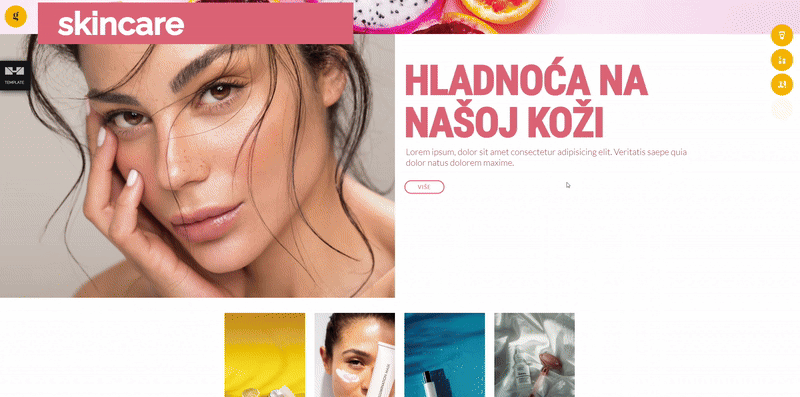 g
skincare
TEMPLATE
HLADNOĆA NA
NAŠOJ KOŽI
Lorem ipsum, dolor sit amet consectetur adipisicing elit. Veritatis saepe quia
dolor natus dolorem maxime.
VIŠE